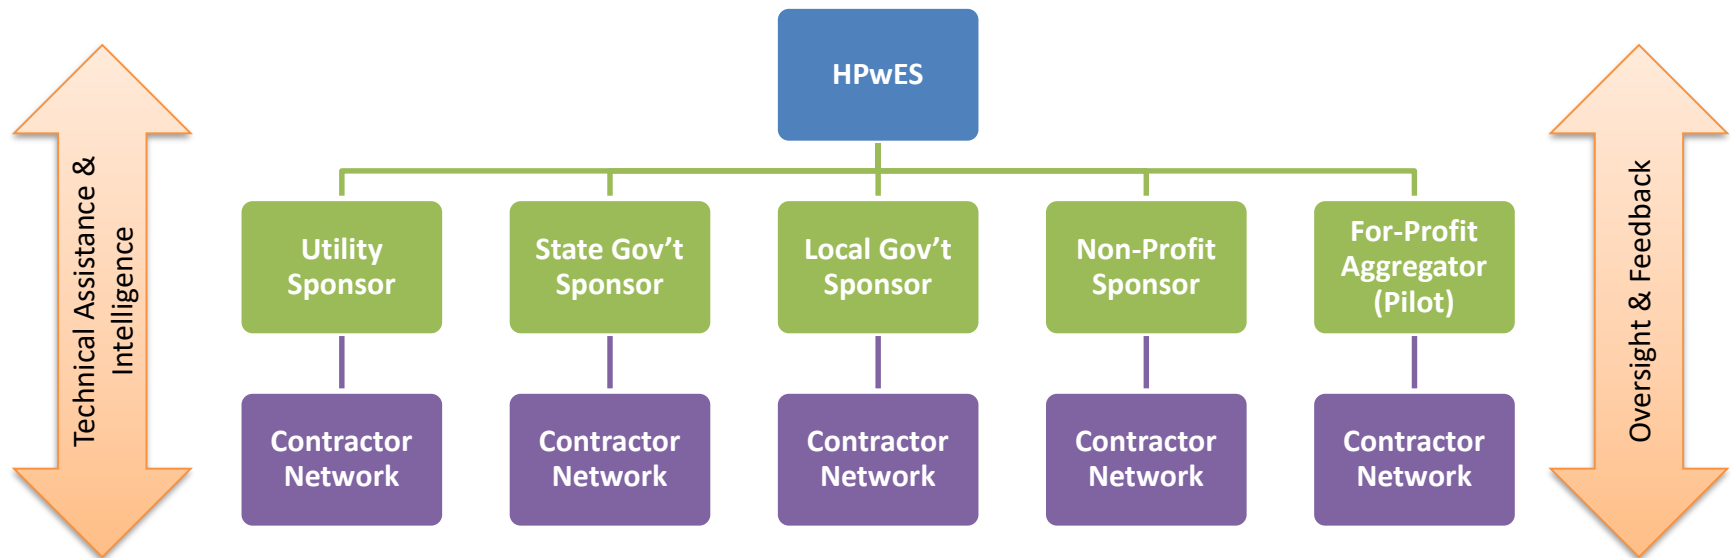 HPwES
Technical Assistance &
Intelligence
Utility
Sponsor
State Gov’t
Sponsor
Local Gov’t
Sponsor
Non-Profit
Sponsor
For-Profit
Aggregator
(Pilot)
Contractor
Network
Contractor
Network
Contractor
Network
Contractor
Network
Contractor
Network
Oversight & Feedback